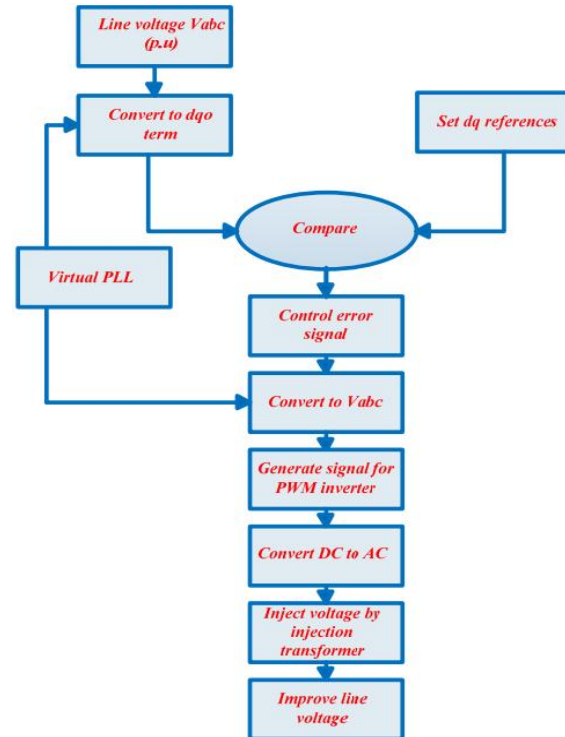 Line voltage Vabc
(p.u)
Convert to dqo
term
Set dq references
Compare
Virtual PLL
Control error
signal
Convert to Vabc
Generate signal for
PWM inverter
Convert DC to AC
Inject voltage by
injection
transformer
Improve line
voltage